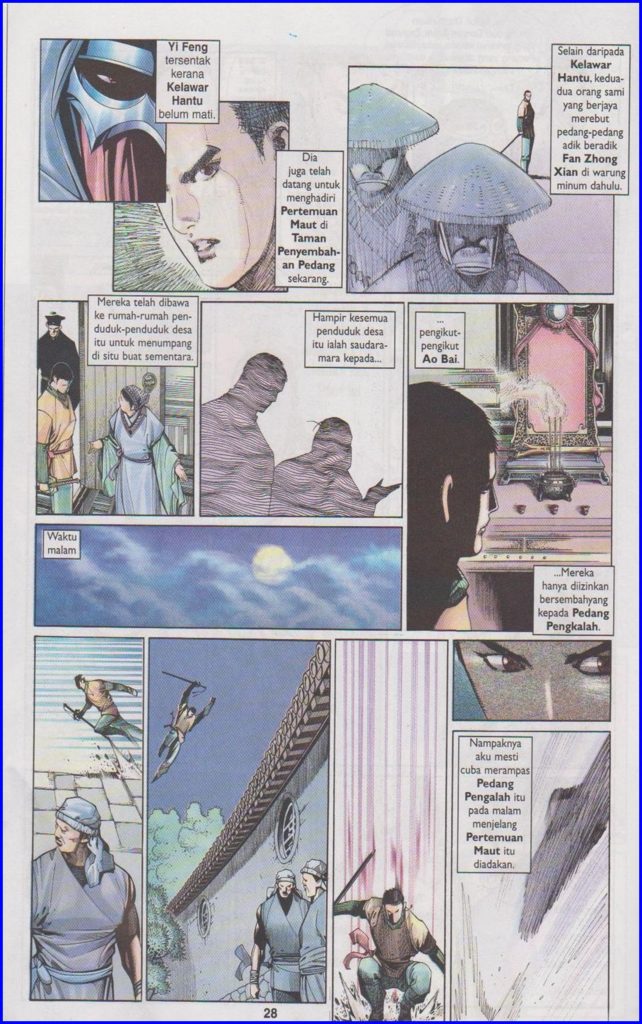 Yi Feng
tersentak
kerana
Kelawar
Hantu
belum mati.
Dia
juga telah
datang untuk
menghadiri
Pertemuan
Maut di
Taman
Penyembah-
an Pedang
sekarang.
Selain daripada
Kelawar
Hantu, kedua-
dua orang sami
yang berjaya
merebut
pedang-pedang
adik beradik
Fan Zhong
Xian di warung
minum dahulu.
Mereka telah dibawa
ke rumah-rumah pen-
duduk-penduduk desa
itu untuk menumpang
di situ buat sementara.
Hampir kesemua
penduduk desa
itu ialah saudara-
mara kepada...
...
pengikut-
pengikut
Ao Bai.
...Mereka
hanya diizinkan
bersembahyang
kepada Pedang
Pengkalah.
Waktu
malam
Nampaknya
aku mesti
cuba merampas
Pedang
Pengalah itu
pada malam
menjelang
Pertemuan
Maut itu
diadakan.
28